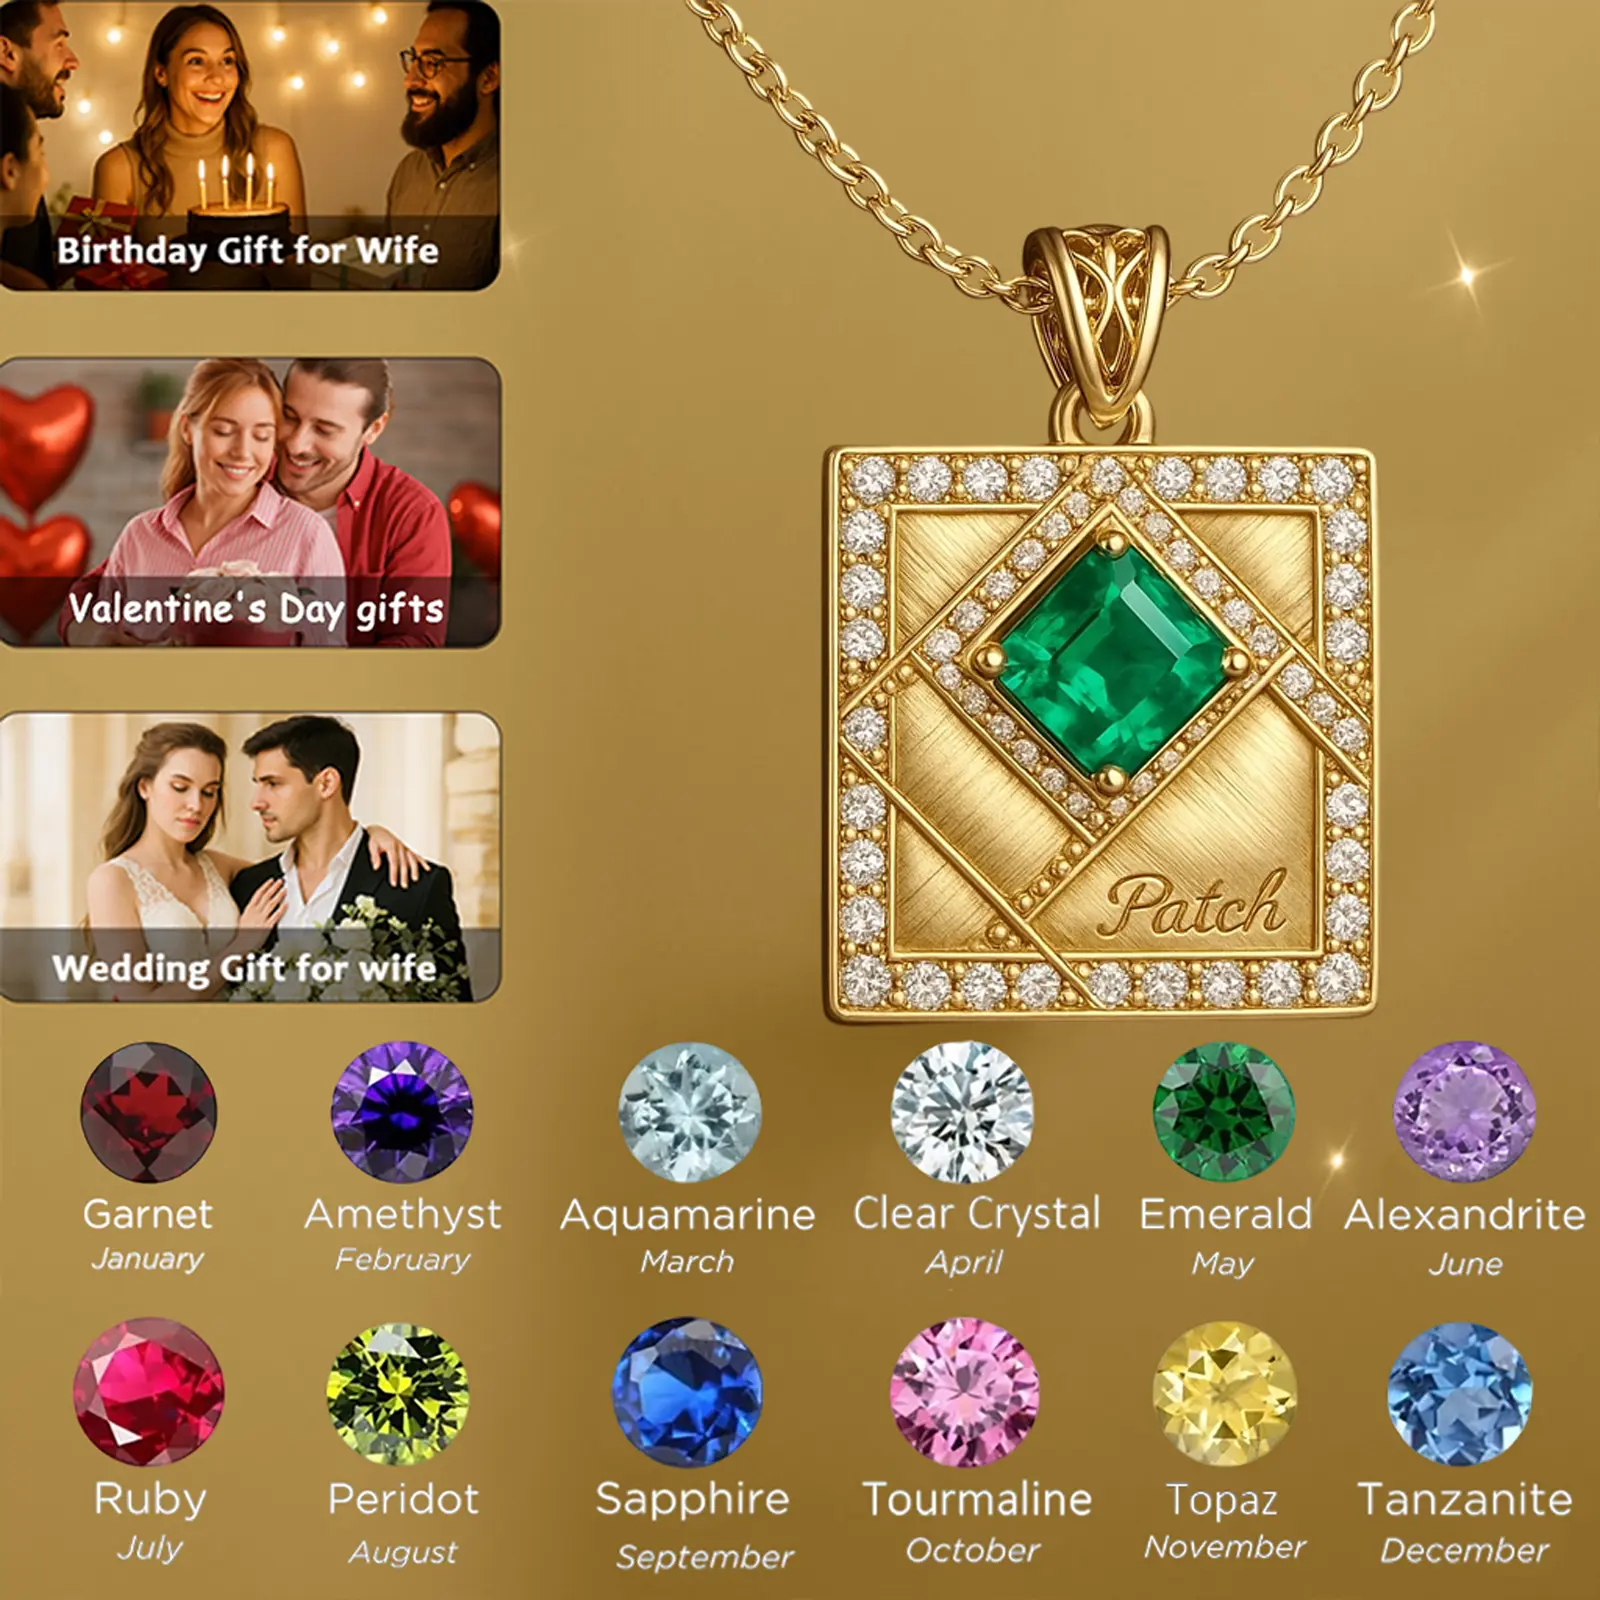 Birthday Gift for Wife
Valentine's Day gifts
Wedding Gift for wife
Patch
Garnet
January
Amethyst
February
Aquamarine
March
Clear Crystal
April
Emerald
May
Alexandrite
June
Ruby
July
Peridot
August
Sapphire
September
Tourmaline
October
Topaz
November
Tanzanite
December